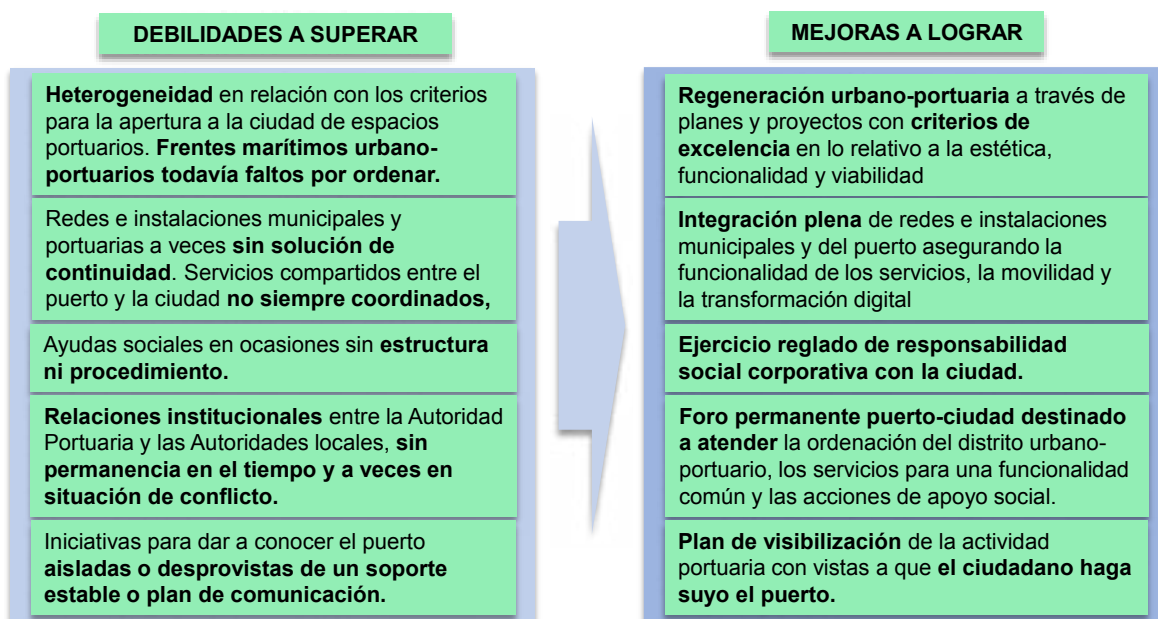 DEBILIDADES A SUPERAR
Heterogeneidad en relación con los criterios
para la apertura a la ciudad de espacios
portuarios. Frentes marítimos urbano-
portuarios todavía faltos por ordenar.
Redes e instalaciones municipales y
portuarias a veces sin solución de
continuidad. Servicios compartidos entre el
puerto y la ciudad no siempre coordinados,
Ayudas sociales en ocasiones sin estructura
ni procedimiento.
Relaciones institucionales entre la Autoridad
Portuaria y las Autoridades locales, sin
permanencia en el tiempo y a veces en
situación de conflicto.
Iniciativas para dar a conocer el puerto
aisladas o desprovistas de un soporte
estable o plan de comunicación.
MEJORAS A LOGRAR
Regeneración urbano-portuaria a través de
planes y proyectos con criterios de
excelencia en lo relativo a la estética,
funcionalidad y viabilidad
Integración plena de redes e instalaciones
municipales y del puerto asegurando la
funcionalidad de los servicios, la movilidad y
la transformación digital
Ejercicio reglado de responsabilidad
social corporativa con la ciudad.
Foro permanente puerto-ciudad destinado
a atender la ordenación del distrito urbano-
portuario, los servicios para una funcionalidad
común y las acciones de apoyo social.
Plan de visibilización de la actividad
portuaria con vistas a que el ciudadano haga
suyo el puerto.